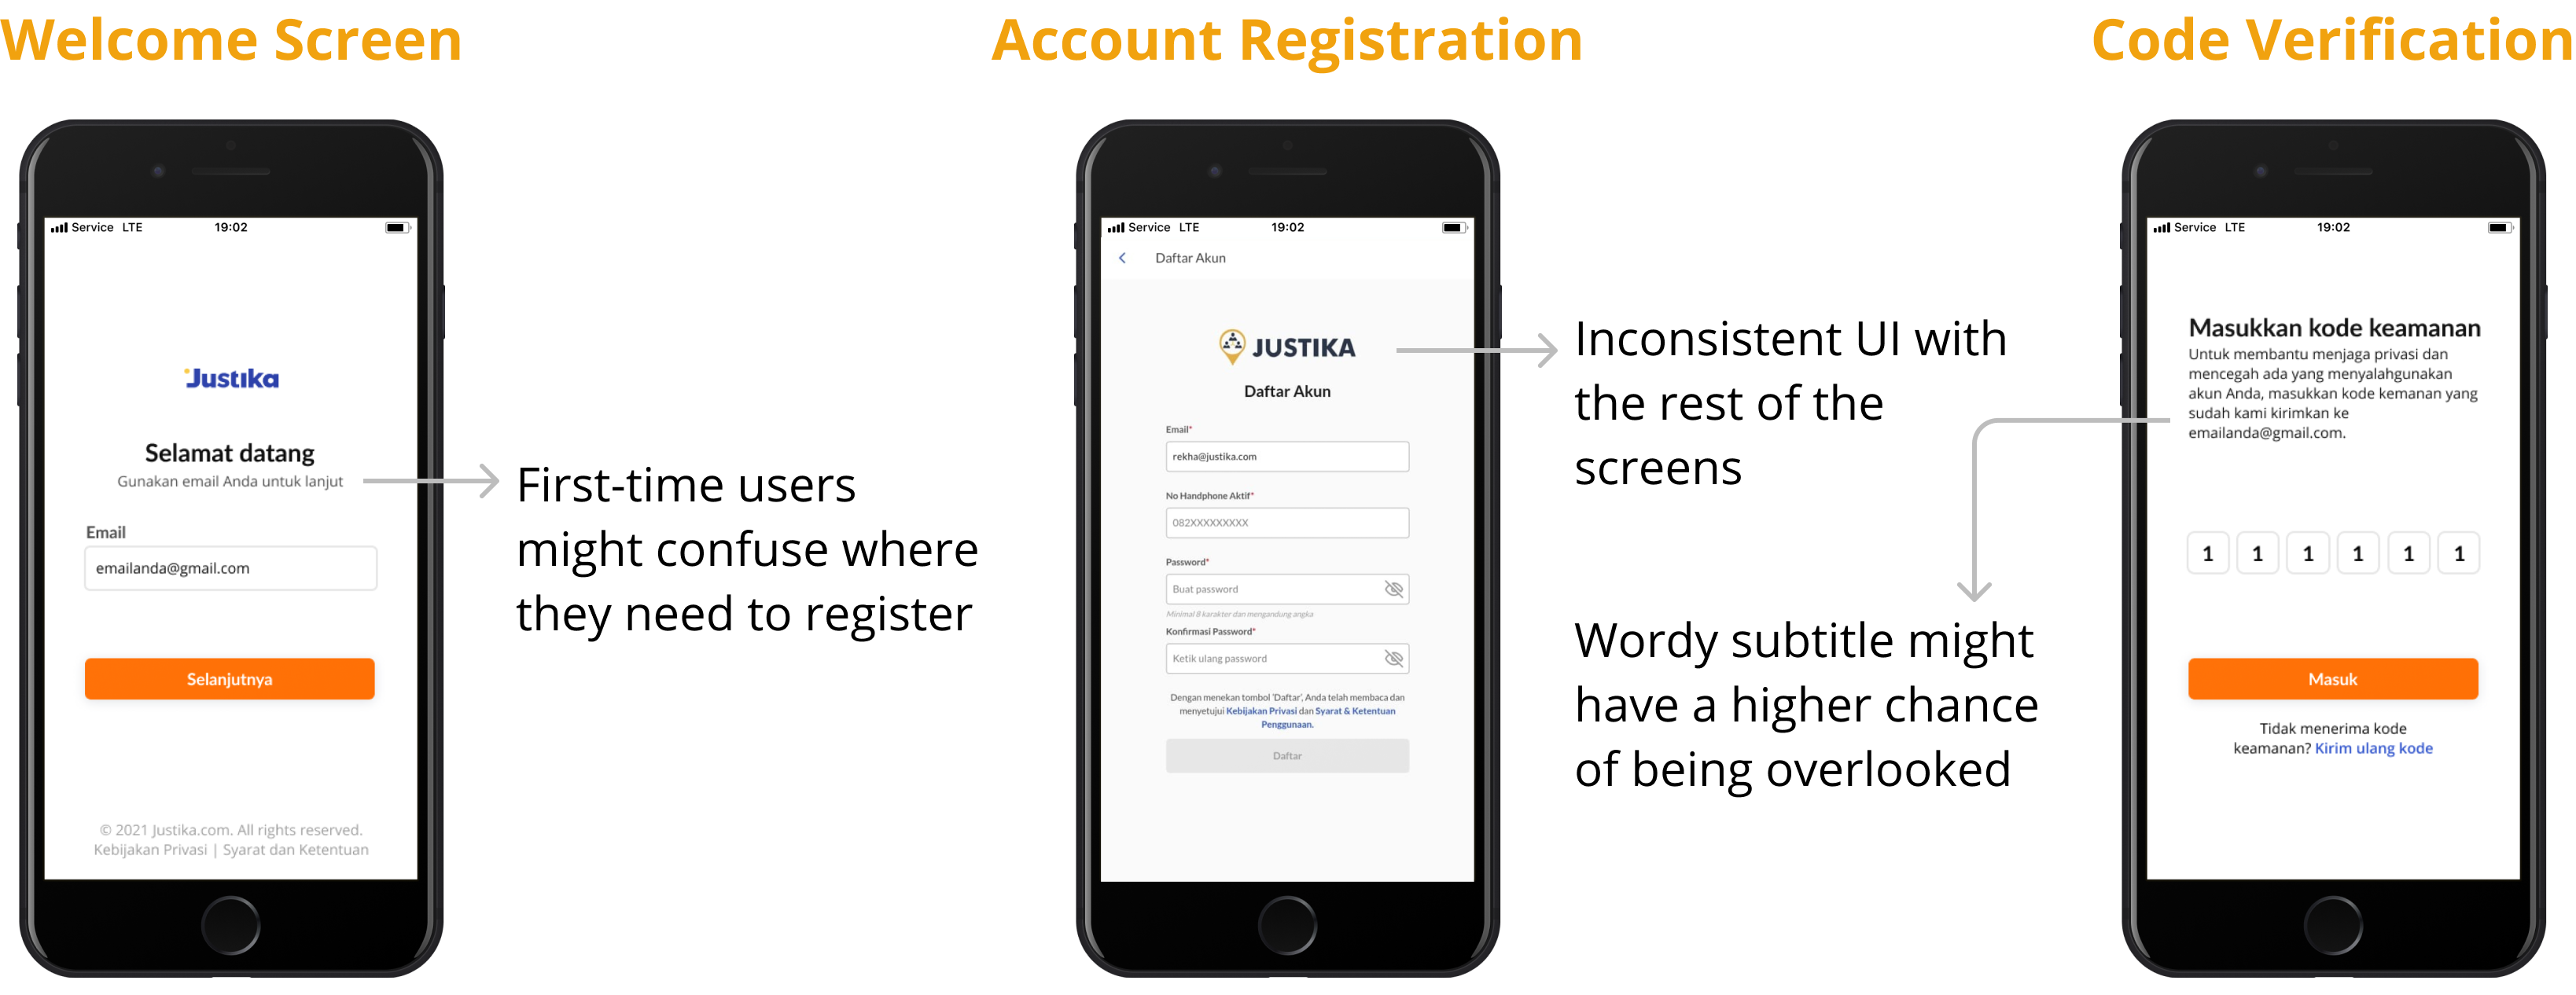 Welcome Screen
Service LTE
19:02
Justika
Selamat datang
Gunakan email Anda untuk lanjut
Email
emailanda@gmail.com
Selanjutnya
© 2021 Justika.com. All rights reserved.
Kebijakan Privasi | Syarat dan Ketentuan
First-time users
might confuse where
they need to register
Account Registration
Service LTE
19:02
Daftar Akun
JUSTIKA
Daftar Akun
Email*
rekha@justika.com
No Handphone Aktif*
082XXXXXXXXX
Password*
Buat password
Minimal 8 karakter dan mengandung angka
Konfirmasi Password*
Ketik ulang password
Dengan menekan tombol 'Daftar', Anda telah membaca dan
menyetujui Kebijakan Privasi dan Syarat & Ketentuan
Penggunaan.
Daftar
Inconsistent UI with
the rest of the
screens
Wordy subtitle might
have a higher chance
of being overlooked
Code Verification
Service LTE
19:02
Masukkan kode keamanan
Untuk membantu menjaga privasi dan
mencegah ada yang menyalahgunakan
akun Anda, masukkan kode kemanan yang
sudah kami kirimkan ke
emailanda@gmail.com.
1 1 1 1 1 1
Masuk
Tidak menerima kode
keamanan? Kirim ulang kode